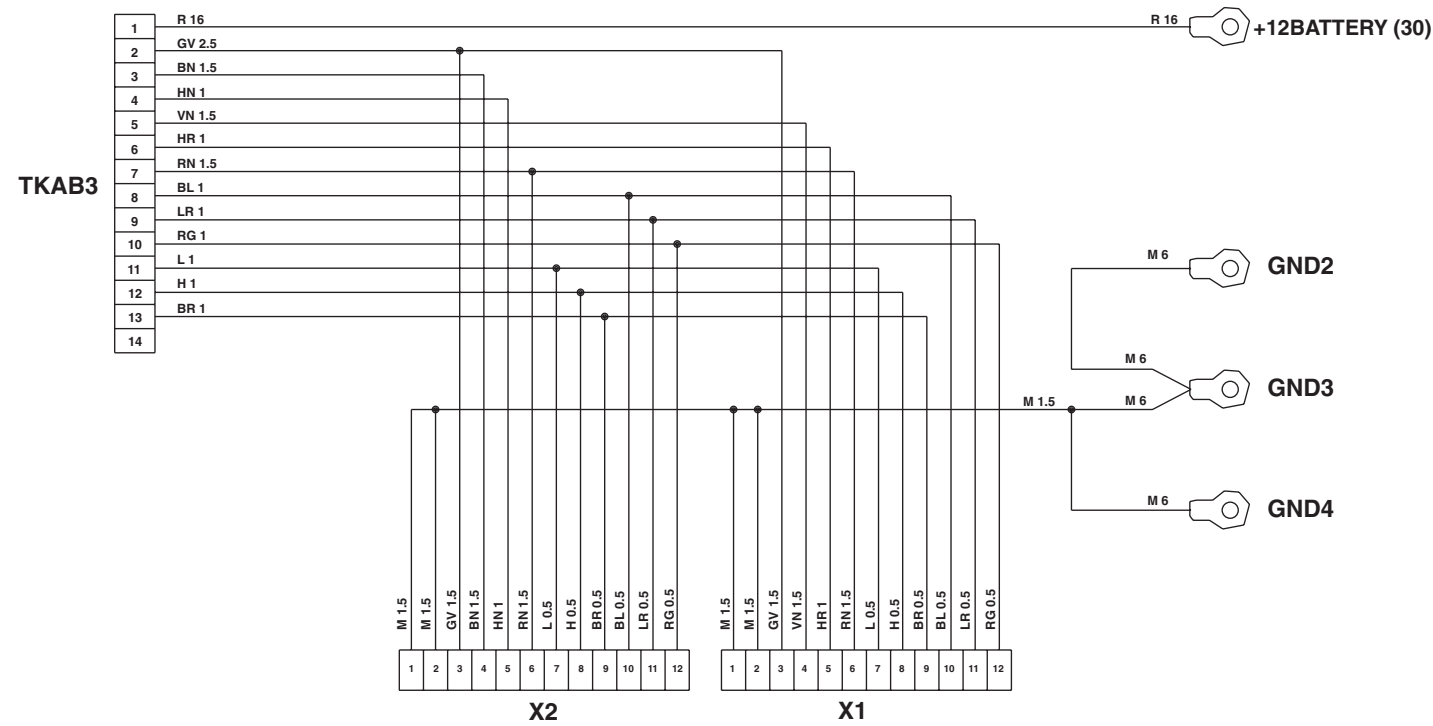 R 16
R 16
+12BATTERY (30)
1
GV 2.5
2
BN 1.5
3
HN 1
4
VN 1.5
5
HR 1
6
RN 1.5
7
TKAB3
BL 1
8
LR 1
9
RG 1
10
L 1
11
H 1
12
BR 1
13
14
M 6
GND2
M 6
GND3
M 1.5
M 6
M 6
GND4
M 1.5
M 1.5
GV 1.5
BN 1.5
HN 1
RN 1.5
L 0.5
H 0.5
BR 0.5
BL 0.5
LR 0.5
RG 0.5
M 1.5
M 1.5
GV 1.5
VN 1.5
HR 1
RN 1.5
L 0.5
H 0.5
BR 0.5
BL 0.5
LR 0.5
RG 0.5
1 2 3 4 5 6 7 8 9 10 11 12
1 2 3 4 5 6 7 8 9 10 11 12
X2
X1